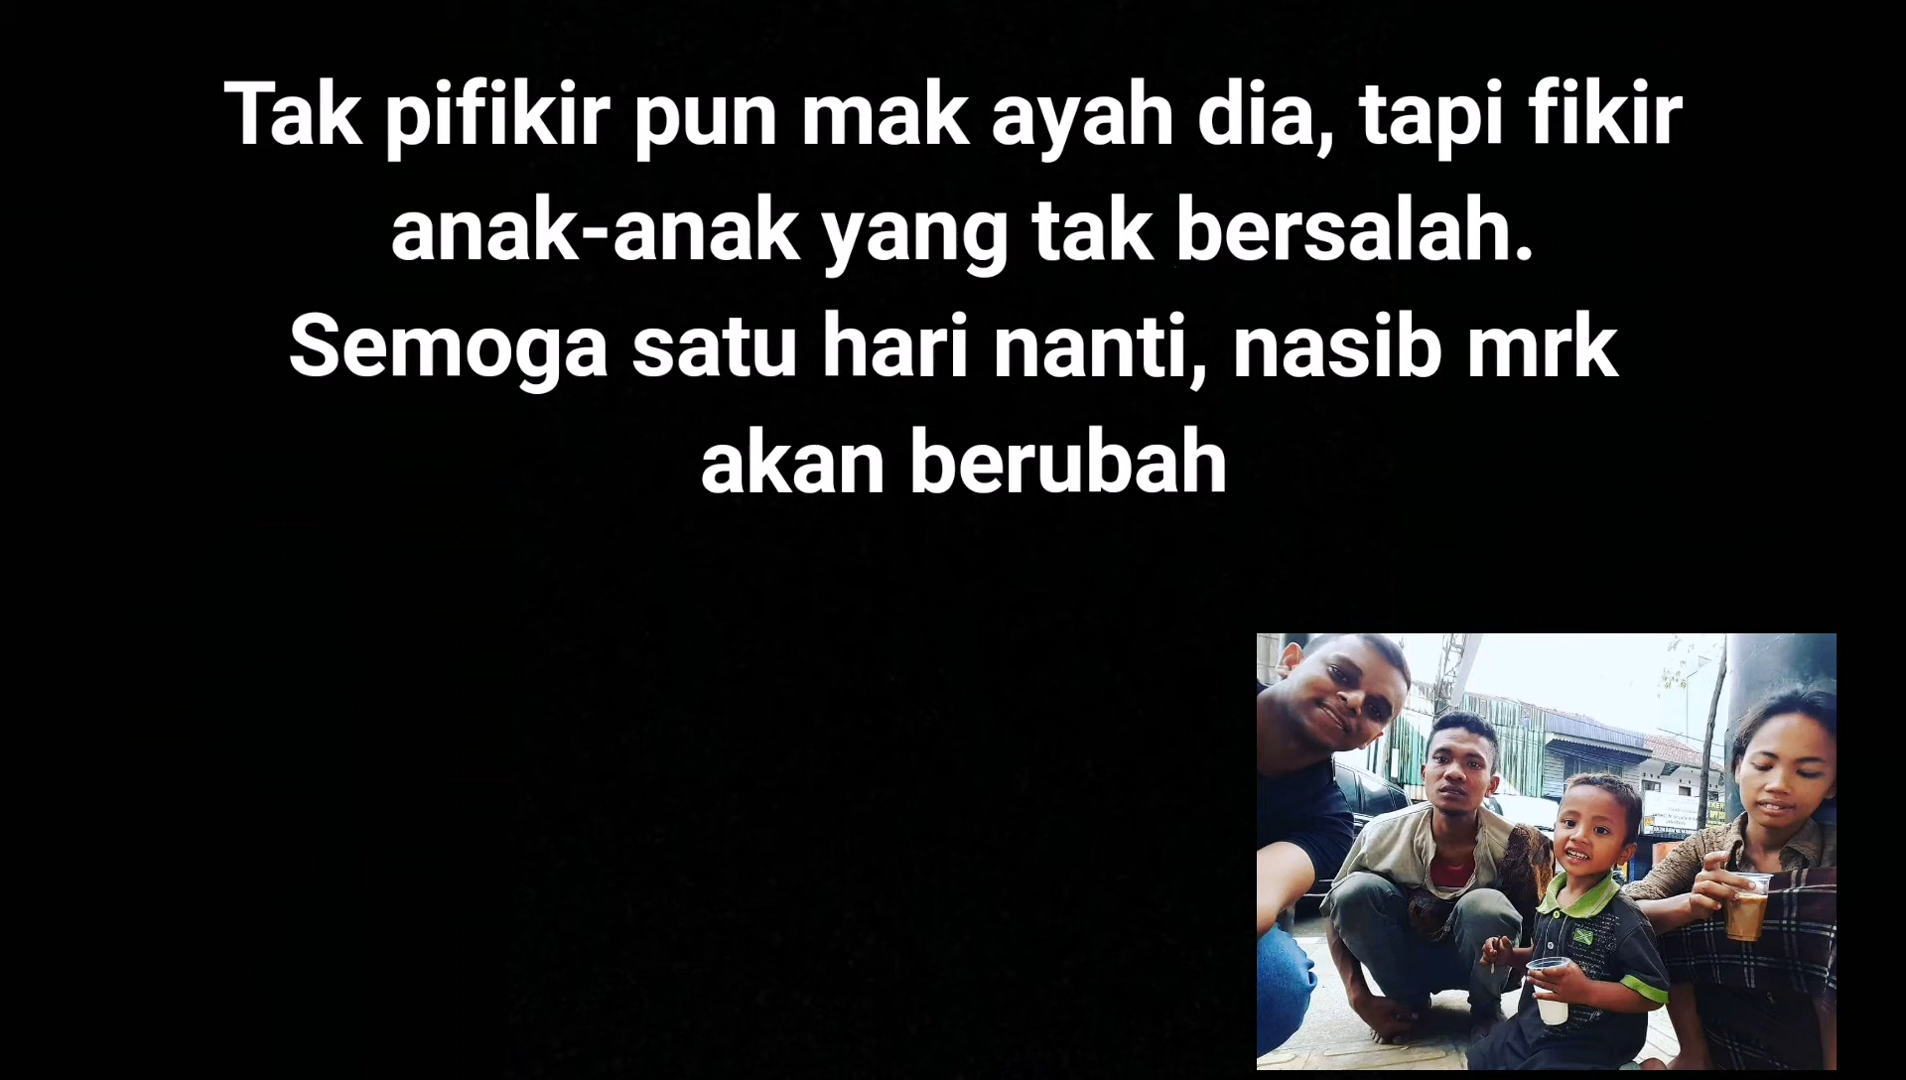 Tak pifikir pun mak ayah dia, tapi fikir
anak-anak yang tak bersalah.
Semoga satu hari nanti, nasib mrk
akan berubah